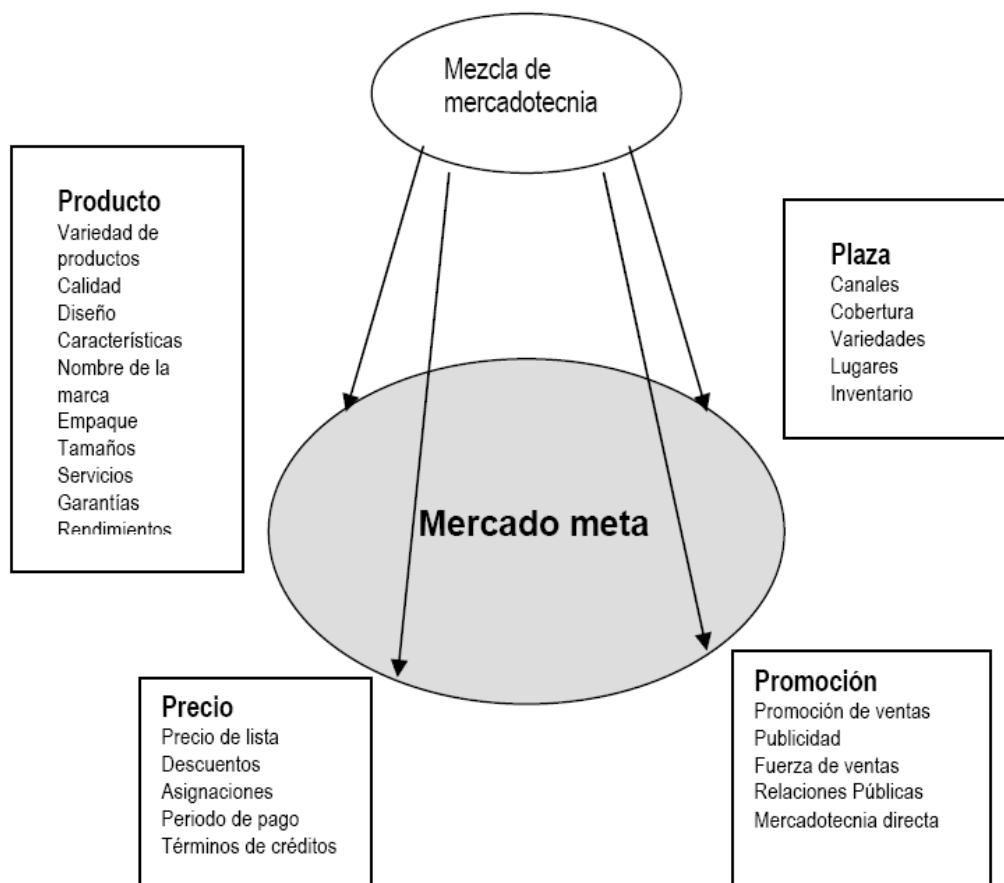 Mezcla de
mercadotecnia
Producto
Variedad de
productos
Calidad
Diseño
Características
Nombre de la
marca
Empaque
Tamaños
Servicios
Garantías
Rendimientos
Plaza
Canales
Cobertura
Variedades
Lugares
Inventario
Mercado meta
Precio
Precio de lista
Descuentos
Asignaciones
Periodo de pago
Términos de créditos
Promoción
Promoción de ventas
Publicidad
Fuerza de ventas
Relaciones Públicas
Mercadotecnia directa